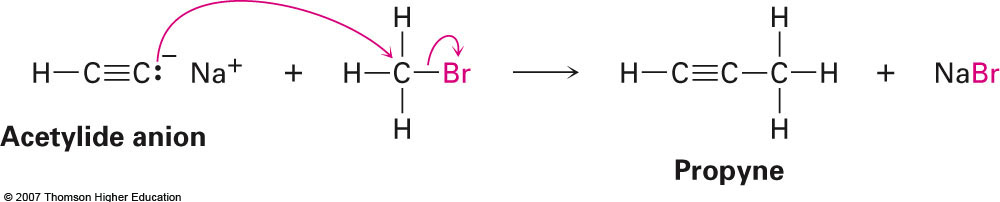 H
H—C≡C:⁻ Na⁺ + H—C—Br ⟶ H—C≡C—C—H + NaBr
H
H
H
Acetylide anion
Propyne
© 2007 Thomson Higher Education